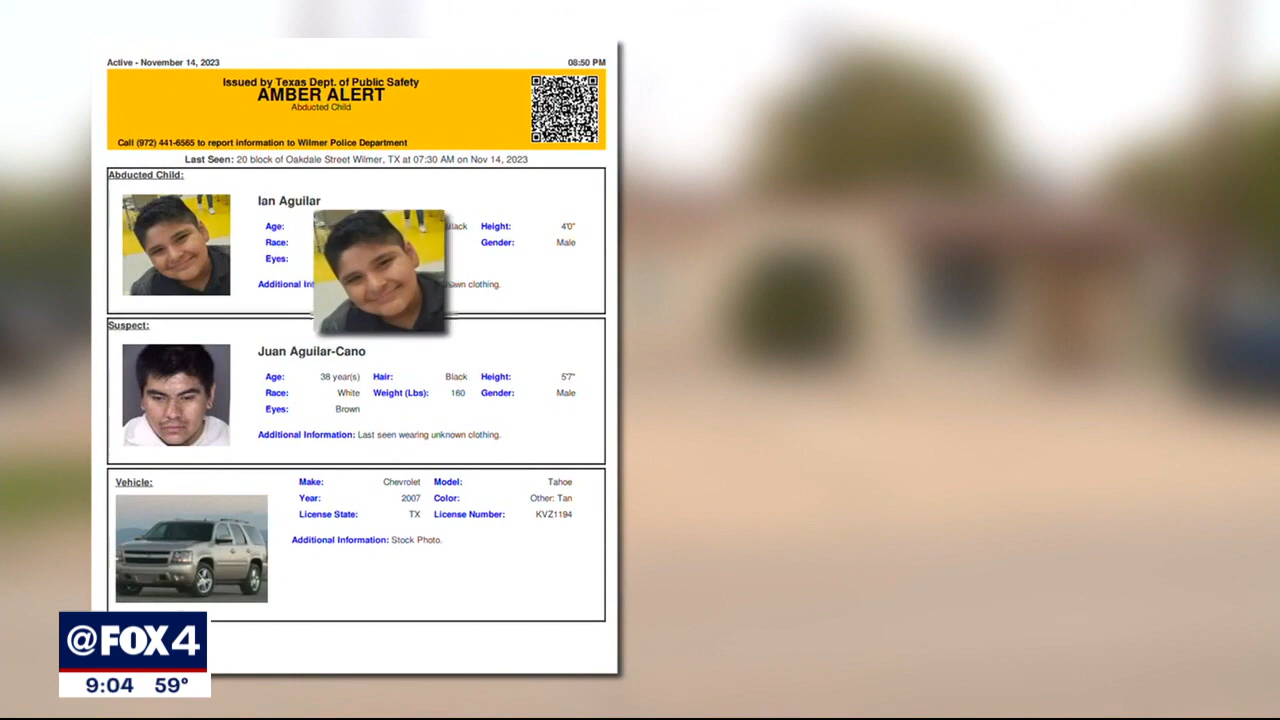 Active - November 14, 2023 08:50 PM
Issued by Texas Dept. of Public Safety
AMBER ALERT
Abducted Child
Call (972) 441-6565 to report information to Wilmer Police Department
Last Seen: 20 block of Oakdale Street Wilmer, TX at 07:30 AM on Nov 14, 2023
Abducted Child:
Ian Aguilar
Age: Height: 4'0"
Race: Gender: Male
Eyes:
Additional clothing.
Suspect:
Juan Aguilar-Cano
Age: 38 year(s) Hair: Black Height: 5'7"
Race: White Weight (Lbs): 160 Gender: Male
Eyes: Brown
Additional Information: Last seen wearing unknown clothing.
Vehicle:
Make: Chevrolet Model: Tahoe
Year: 2007 Color: Other: Tan
License State: TX License Number: KVZ1194
Additional Information: Stock Photo.
@FOX4
9:04 59°